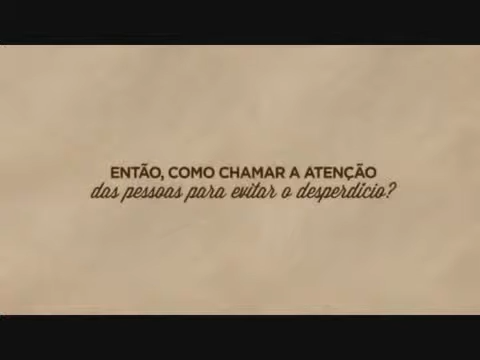 ENTÃO, COMO CHAMAR A ATENÇÃO
das pessoas para evitar o desperdício?